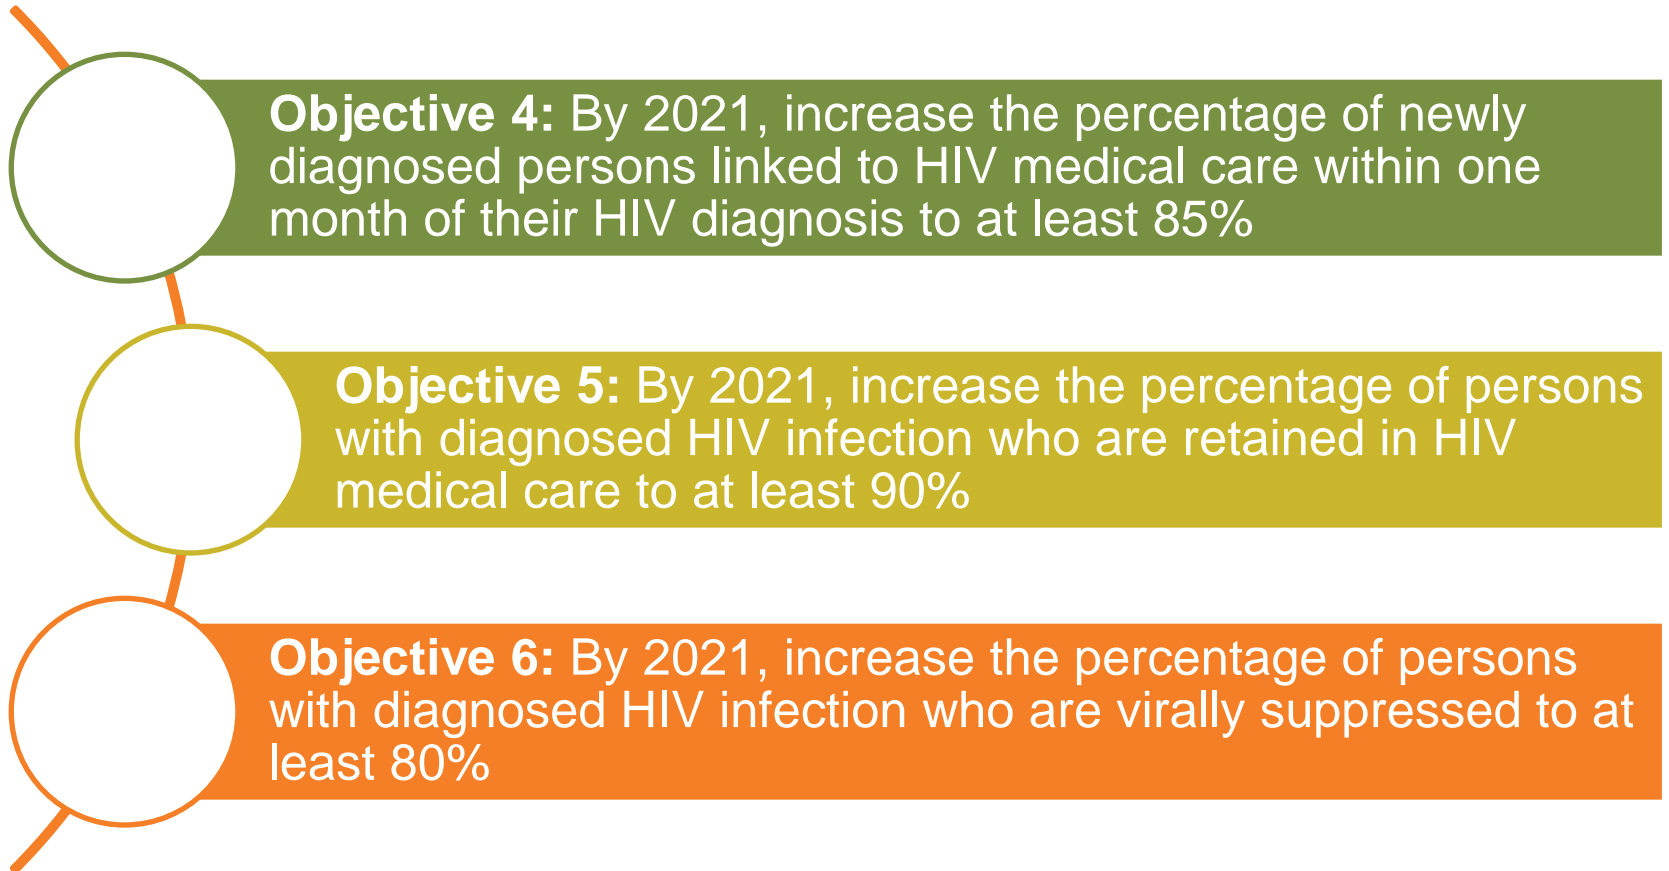 Objective 4: By 2021, increase the percentage of newly
diagnosed persons linked to HIV medical care within one
month of their HIV diagnosis to at least 85%
Objective 5: By 2021, increase the percentage of persons
with diagnosed HIV infection who are retained in HIV
medical care to at least 90%
Objective 6: By 2021, increase the percentage of persons
with diagnosed HIV infection who are virally suppressed to at
least 80%